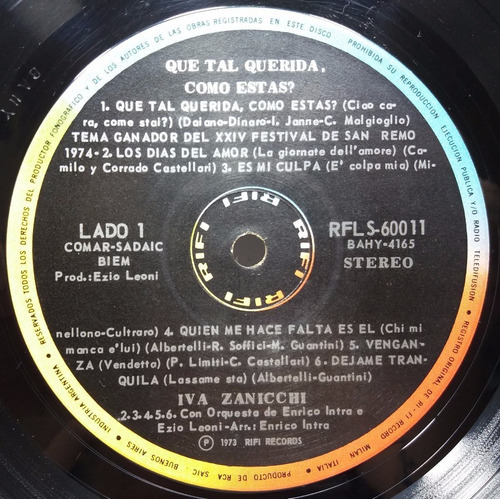 QUE TAL QUERIDA,
COMO ESTAS?
1. QUE TAL QUERIDA, COMO ESTAS? (Ciao ca-
ra, come stai?) (Daiano-Dinaro-I. Janne-C. Malgioglio)
TEMA GANADOR DEL XXIV FESTIVAL DE SAN REMO
1974-2. LOS DIAS DEL AMOR (La giornate dell'amore) (Ca-
milo y Corrado Castellari) 3. ES MI CULPA (E' colpa mia) (Mi-
LADO 1
COMAR-SADAIC
BIEM
Prod.: Ezio Leoni
RIFI RIFI RIFI RIFI
RFLS-60011
BAHY-4165
STEREO
nellono-Cultraro) 4. QUIEN ME HACE FALTA ES EL (Chi mi
manca e'lui) (Albertelli-R. Soffici-M. Guantini) 5. VENGAN-
ZA (Vendetta) (P. Limiti-C. Castellari) 6. DEJAME TRAN-
QUILA (Lassame sta) (Albertelli-Guantini)
IVA ZANICCHI
2.3.4.5.6. Con Orquesta de Enrico Intra e
Ezio Leoni-Arr: Enrico Intra
℗ 1973 RIFI RECORDS
RESERVADOS TODOS LOS DERECHOS DEL PRODUCTOR FONOGRAFICO Y DE LOS AUTORES DE LAS OBRAS REGISTRADAS EN ESTE DISCO PROHIBIDA SU REPRODUCCION EJECUCION PUBLICA Y/O RADIO TELEDIFUSION
REGISTRO ORIGINAL DE RI-FI RECORD MILAN ITALIA PRODUCTO DE RCA SAIC. BUENOS AIRES INDUSTRIA ARGENTINA